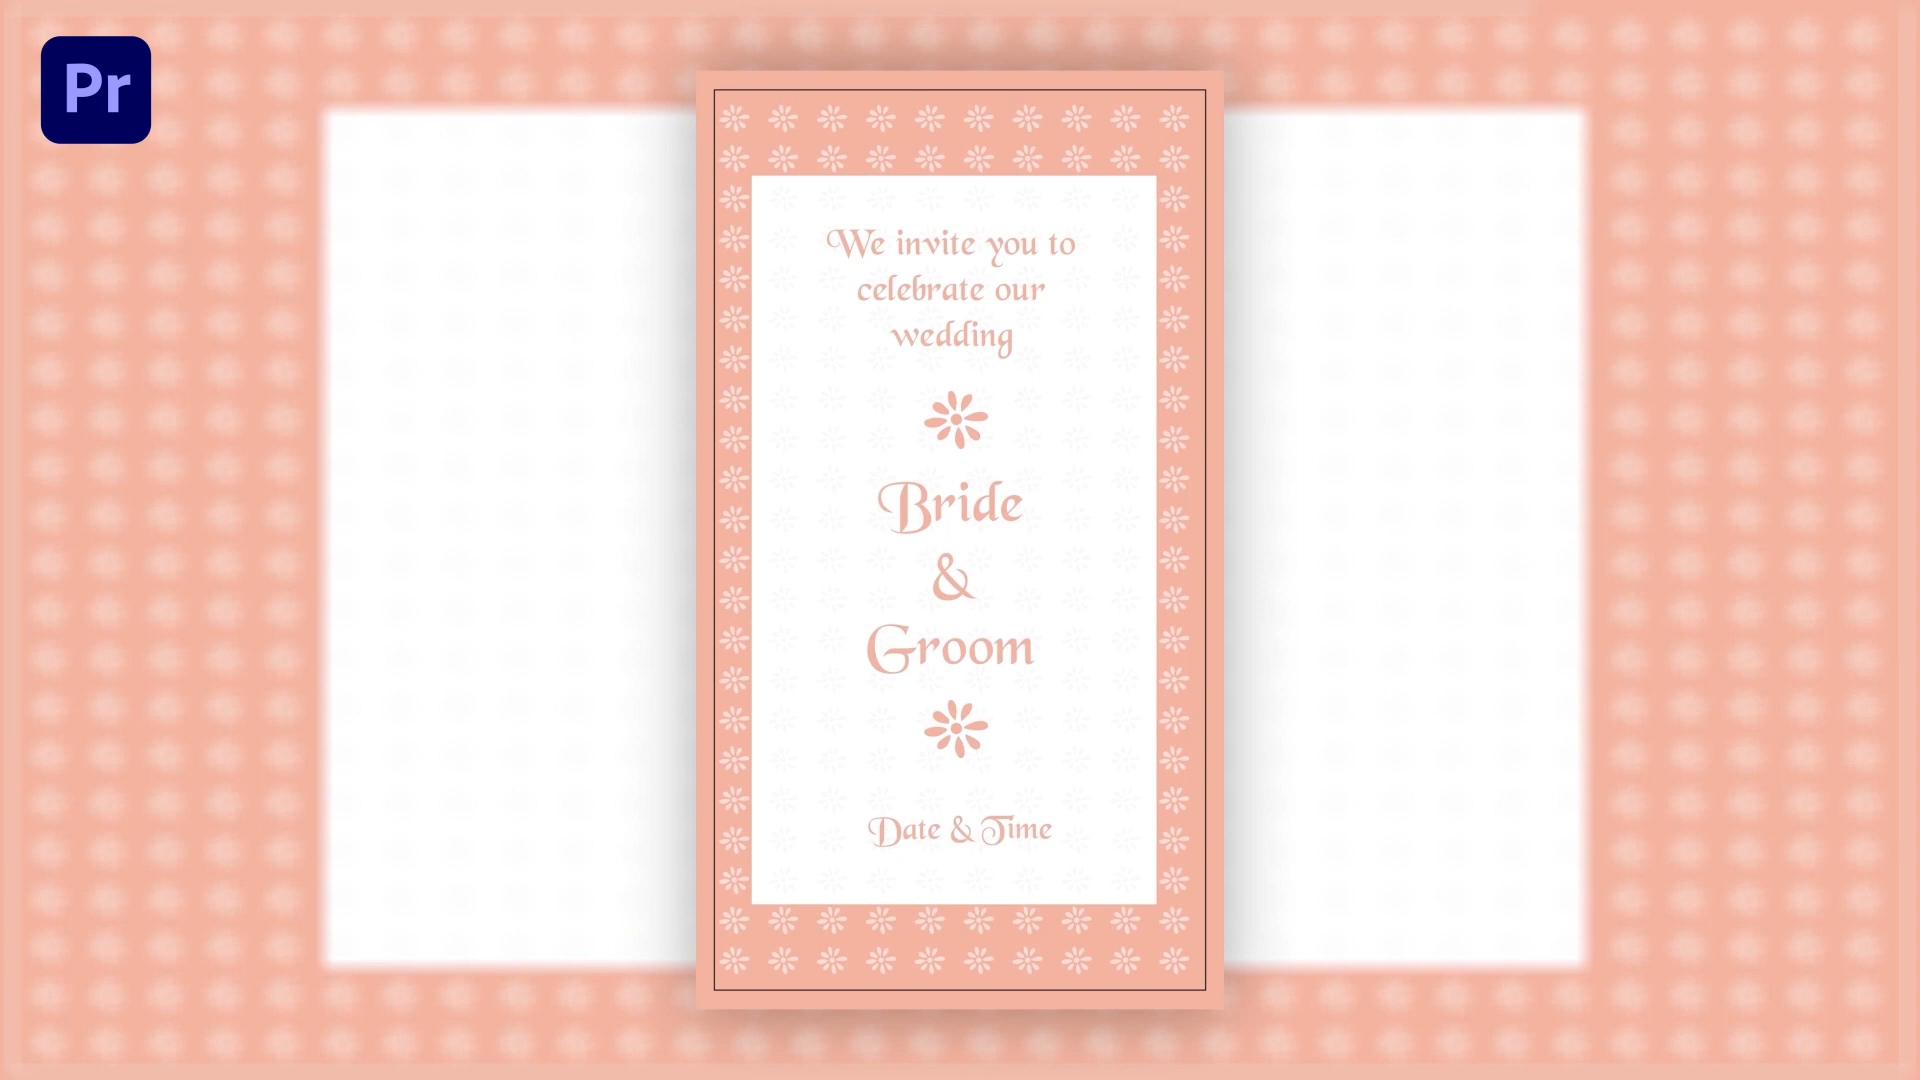 Pr
We invite you to
celebrate our
wedding
Bride
&
Groom
Date & Time